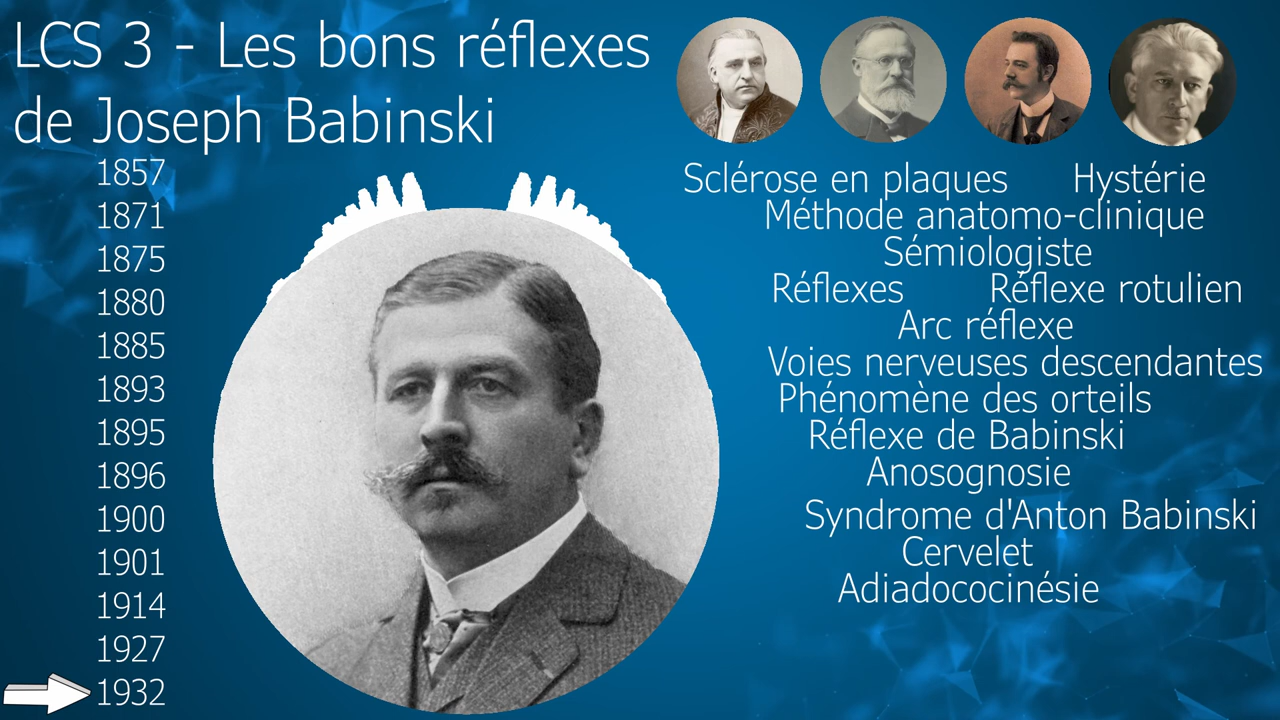 LCS 3 - Les bons réflexes
de Joseph Babinski
1857
1871
1875
1880
1885
1893
1895
1896
1900
1901
1914
1927
1932
Sclérose en plaques Hystérie
Méthode anatomo-clinique
Sémiologiste
Réflexes Réflexe rotulien
Arc réflexe
Voies nerveuses descendantes
Phénomène des orteils
Réflexe de Babinski
Anosognosie
Syndrome d'Anton Babinski
Cervelet
Adiadococinésie